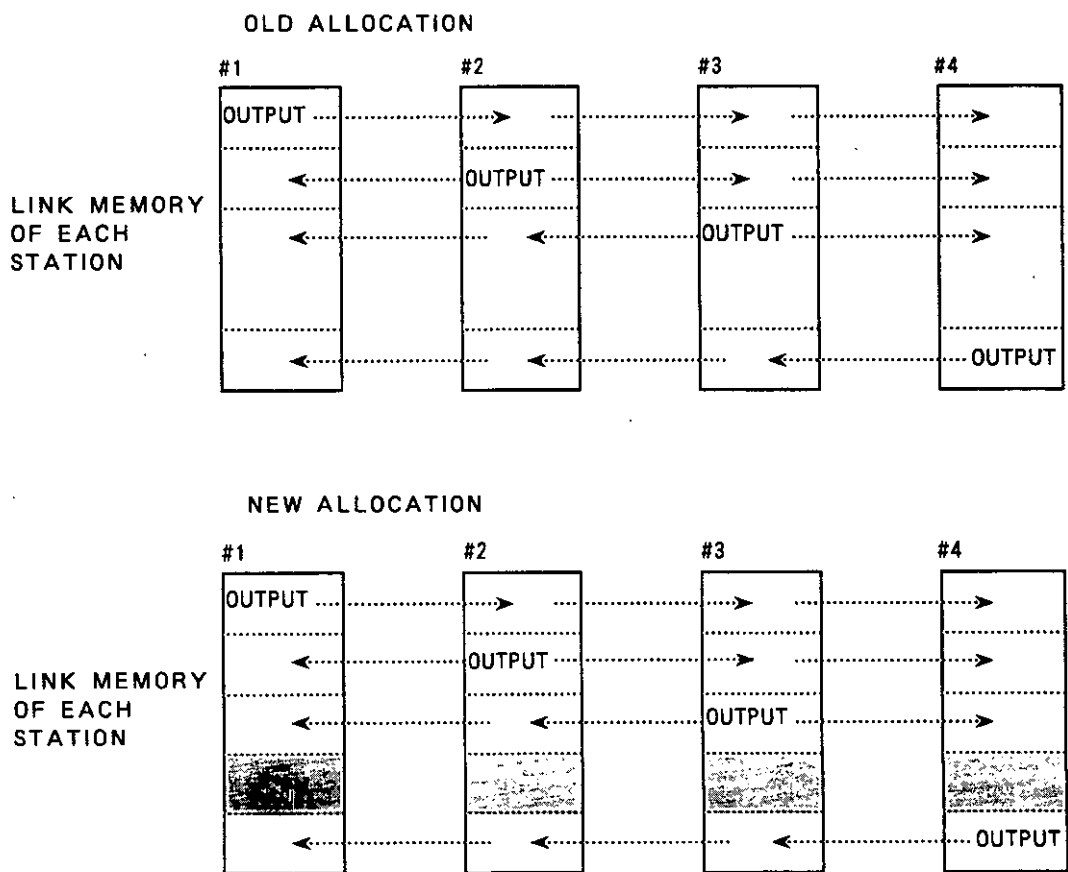 OLD ALLOCATION
#1 #2 #3 #4
OUTPUT
OUTPUT
LINK MEMORY
OF EACH
STATION
OUTPUT
OUTPUT
NEW ALLOCATION
#1 #2 #3 #4
OUTPUT
OUTPUT
LINK MEMORY
OF EACH
STATION
OUTPUT
OUTPUT